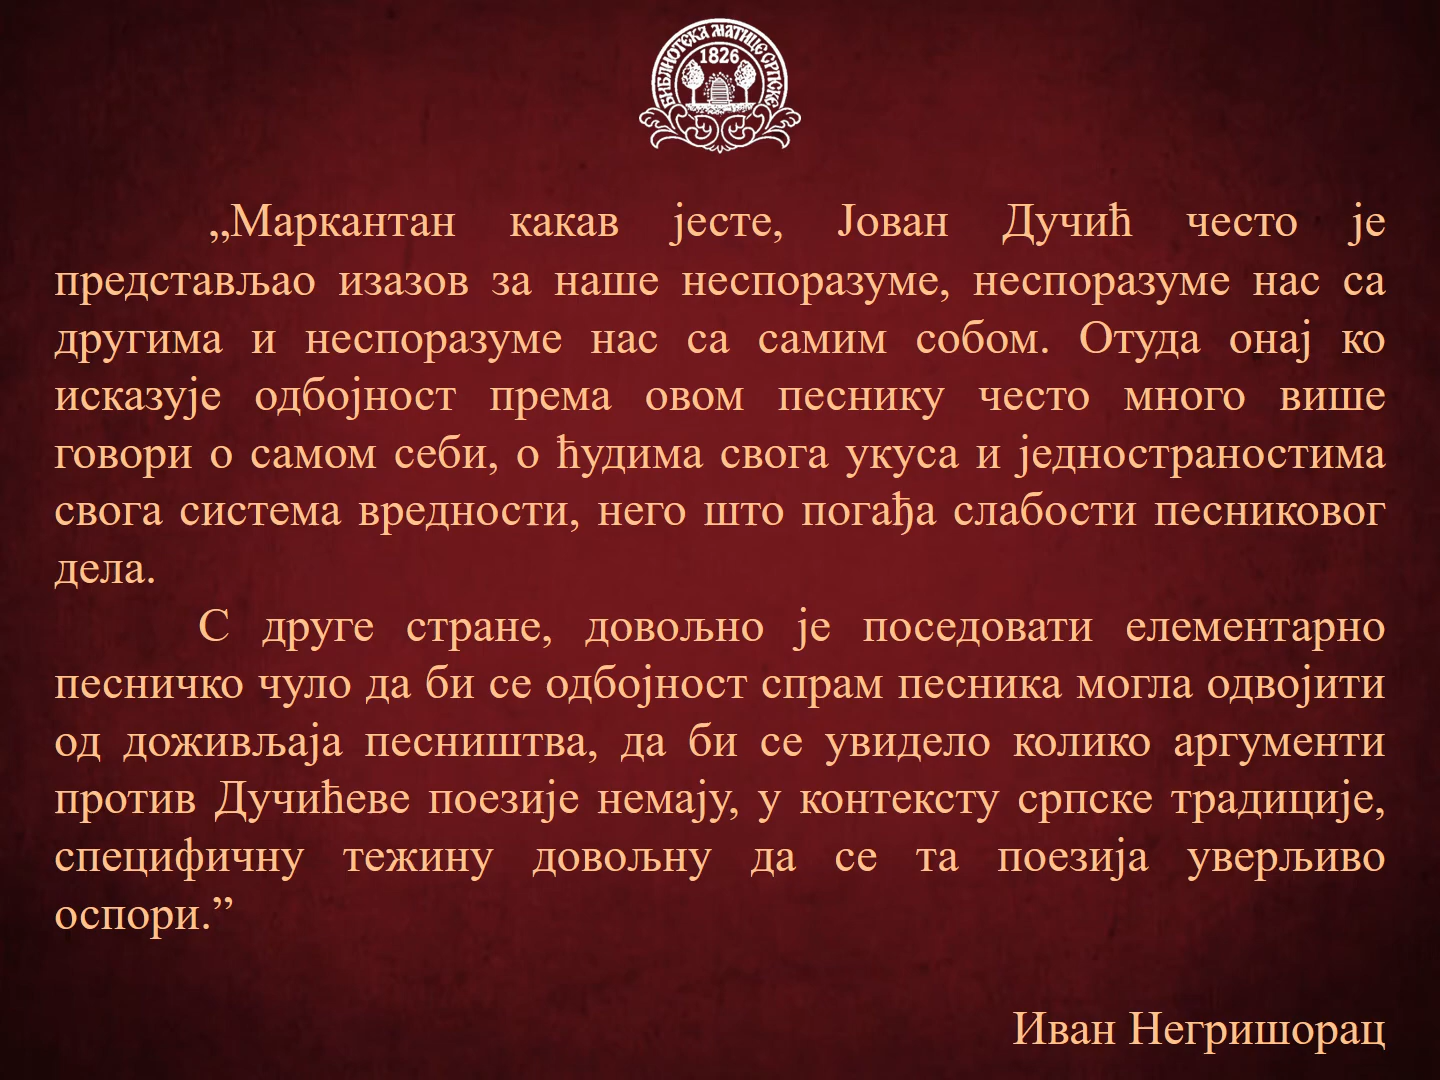 БИБЛИОТЕКА МАТИЦЕ СРПСКЕ
1826
„Маркантан какав јесте, Јован Дучић често је
представљао изазов за наше неспоразуме, неспоразуме нас са
другима и неспоразуме нас са самим собом. Отуда онај ко
исказује одбојност према овом песнику често много више
говори о самом себи, о ћудима свога укуса и једностраностима
свога система вредности, него што погађа слабости песниковог
дела.
С друге стране, довољно је поседовати елементарно
песничко чуло да би се одбојност спрам песника могла одвојити
од доживљаја песништва, да би се увидело колико аргументи
против Дучићеве поезије немају, у контексту српске традиције,
специфичну тежину довољну да се та поезија уверљиво
оспори.”
Иван Негришорац